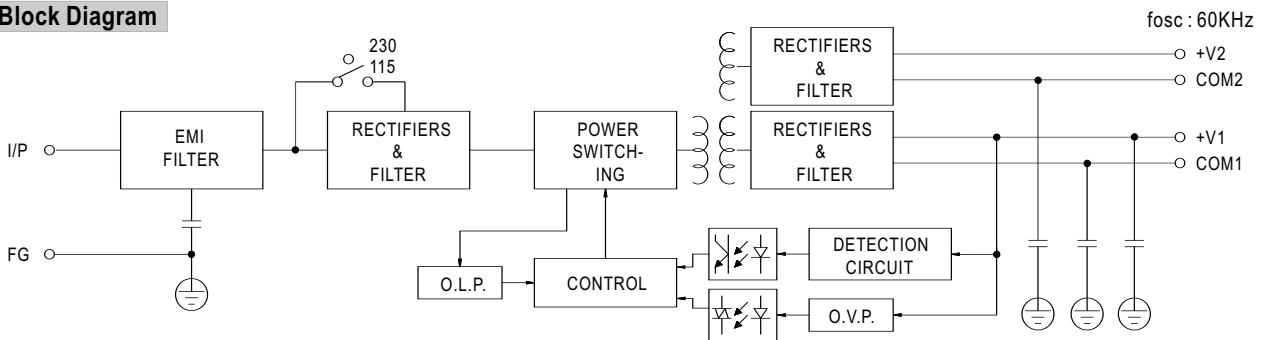 Block Diagram
fosc : 60KHz
230
115
I/P
EMI
FILTER
RECTIFIERS
&
FILTER
POWER
SWITCH-
ING
RECTIFIERS
&
FILTER
+V2
COM2
RECTIFIERS
&
FILTER
+V1
COM1
FG
O.L.P.
CONTROL
DETECTION
CIRCUIT
O.V.P.